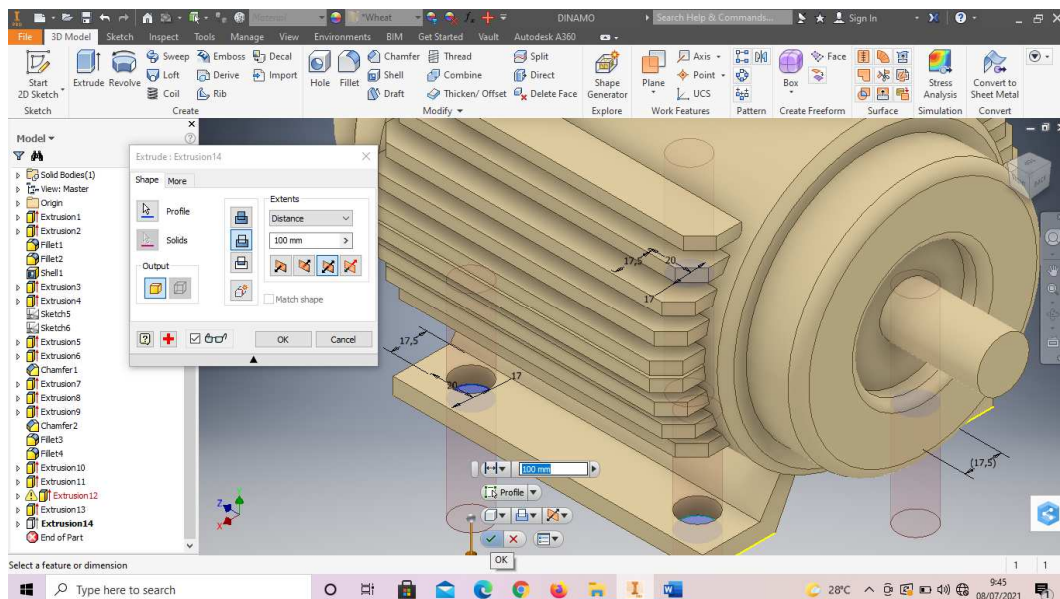 I PRO
Material
*Wheat
DINAMO
Search Help & Commands...
Sign In
File 3D Model Sketch Inspect Tools Manage View Environments BIM Get Started Vault Autodesk A360
Start 2D Sketch
Extrude Revolve
Sweep Emboss Decal
Loft Derive Import
Coil Rib
Hole Fillet
Chamfer Thread Split
Shell Combine Direct
Draft Thicken/ Offset Delete Face
Shape Generator
Plane
Axis
Point
UCS
Box Face
Stress Analysis
Convert to Sheet Metal
Sketch Create Modify Explore Work Features Pattern Create Freeform Surface Simulation Convert
Model
Solid Bodies(1)
View: Master
Origin
Extrusion1
Extrusion2
Fillet1
Fillet2
Shell1
Extrusion3
Extrusion4
Sketch5
Sketch6
Extrusion5
Extrusion6
Chamfer1
Extrusion7
Extrusion8
Extrusion9
Chamfer2
Fillet3
Fillet4
Extrusion10
Extrusion11
Extrusion12
Extrusion13
Extrusion14
End of Part
Extrude : Extrusion14
Shape More
Profile
Solids
Output
Extents
Distance
100 mm
Match shape
OK Cancel
17,5
20
17
17,5
20
17
(17,5)
100 mm
Profile
OK
Z
Y
X
Select a feature or dimension
1 1
Type here to search
28°C
9:45
08/07/2021